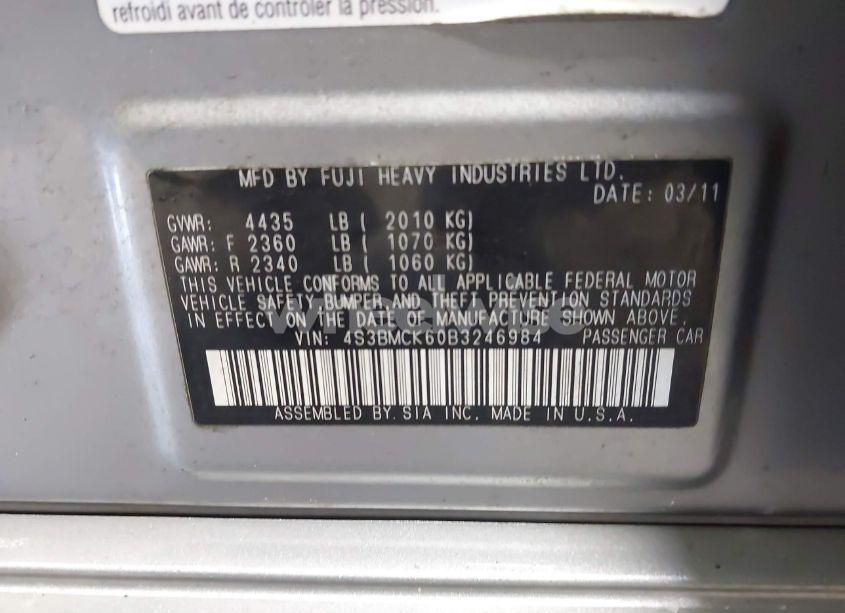 refroidi avant de contrôler la pression.
MFD BY FUJI HEAVY INDUSTRIES LTD.
DATE: 03/11
GVWR: 4435 LB ( 2010 KG)
GAWR: F 2360 LB ( 1070 KG)
GAWR: R 2340 LB ( 1060 KG)
THIS VEHICLE CONFORMS TO ALL APPLICABLE FEDERAL MOTOR
VEHICLE SAFETY, BUMPER, AND THEFT PREVENTION STANDARDS
IN EFFECT ON THE DATE OF MANUFACTURE SHOWN ABOVE.
VIN: 4S3BMCK60B3246984 PASSENGER CAR
ASSEMBLED BY SIA INC. MADE IN U.S.A.